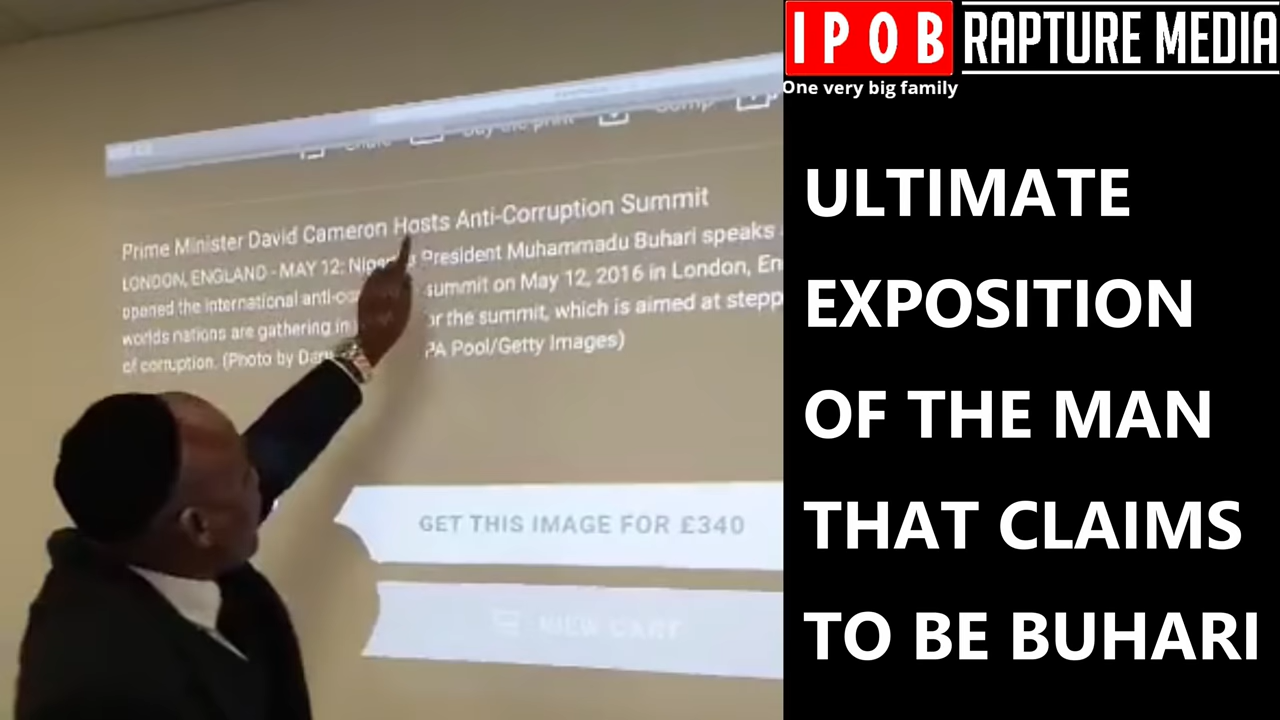 Prime Minister David Cameron Hosts Anti-Corruption Summit
LONDON, ENGLAND - MAY 12: President Muhammadu Buhari speaks
opened the international summit on May 12, 2016 in London,
worlds nations are gathering in for the summit, which is aimed at
of corruption. (Photo by PA Pool/Getty Images)
GET THIS IMAGE FOR £340
VIEW CART
IPOB RAPTURE MEDIA
One very big family
ULTIMATE
EXPOSITION
OF THE MAN
THAT CLAIMS
TO BE BUHARI